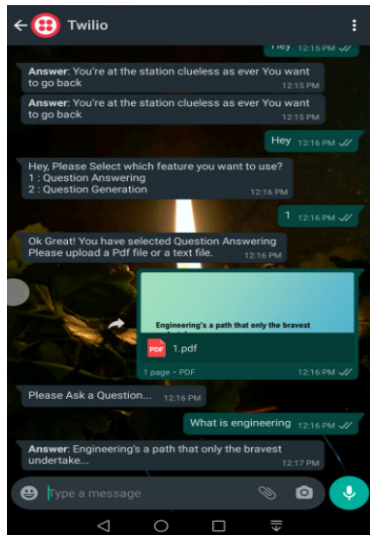 Twilio
Hey 12:15 PM
Answer: You're at the station clueless as ever You want
to go back
12:15 PM
Answer: You're at the station clueless as ever You want
to go back
12:15 PM
Hey 12:16 PM
Hey, Please Select which feature you want to use?
1 : Question Answering
2 : Question Generation
12:16 PM
1 12:16 PM
Ok Great! You have selected Question Answering
Please upload a Pdf file or a text file. 12:16 PM
Engineering's a path that only the bravest
PDF 1.pdf
1 page • PDF 12:16 PM
Please Ask a Question... 12:16 PM
What is engineering 12:16 PM
Answer: Engineering's a path that only the bravest
undertake...
12:17 PM
Type a message